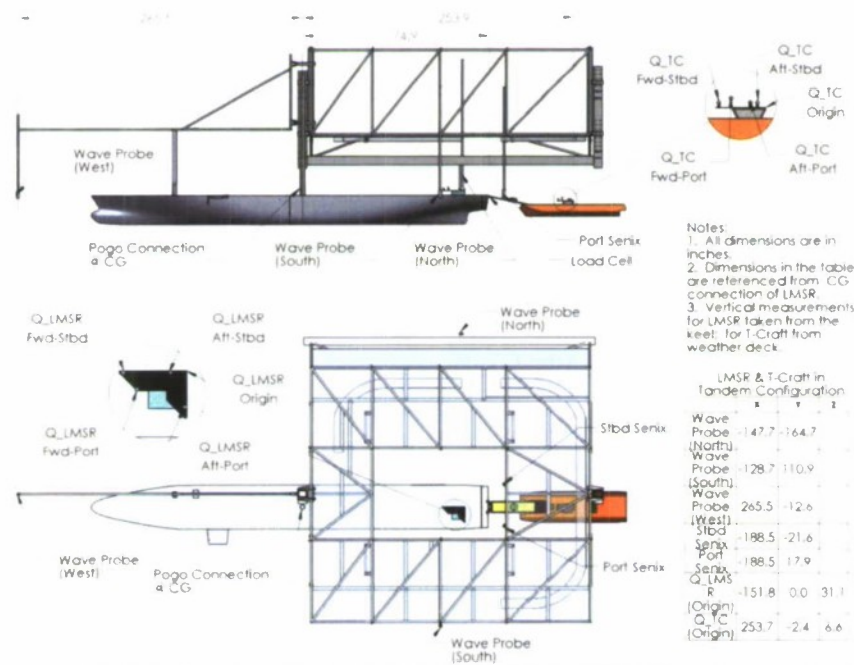 253.9
74.9
Q_TC
Fwd-Stbd
Q_TC
Aft-Stbd
Q_TC
Origin
Q_TC
Fwd-Port
Q_TC
Aft-Port
Wave Probe
(West)
Pogo Connection
@ CG
Wave Probe
(South)
Wave Probe
(North)
Port Senix
Load Cell
Notes:
1. All dimensions are in
inches.
2. Dimensions in the table
are referenced from CG
connection of LMSR.
3. Vertical measurements
for LMSR taken from the
keel; for T-Craft from
weather deck.
Q_LMSR
Fwd-Stbd
Q_LMSR
Aft-Stbd
Q_LMSR
Origin
Q_LMSR
Fwd-Port
Q_LMSR
Aft-Port
Wave Probe
(North)
Stbd Senix
Port Senix
Wave Probe
(West)
Pogo Connection
@ CG
Wave Probe
(South)
LMSR & T-Craft in
Tandem Configuration
X Y Z
Wave
Probe -147.7 -164.7
(North)
Wave
Probe -128.7 110.9
(South)
Wave
Probe 265.5 -12.6
(West)
Stbd
Senix -188.5 -21.6
Port
Senix -188.5 17.9
Q_LMS
R -151.8 0.0 31.1
(Origin)
Q_TC
(Origin) 253.7 -2.4 6.6